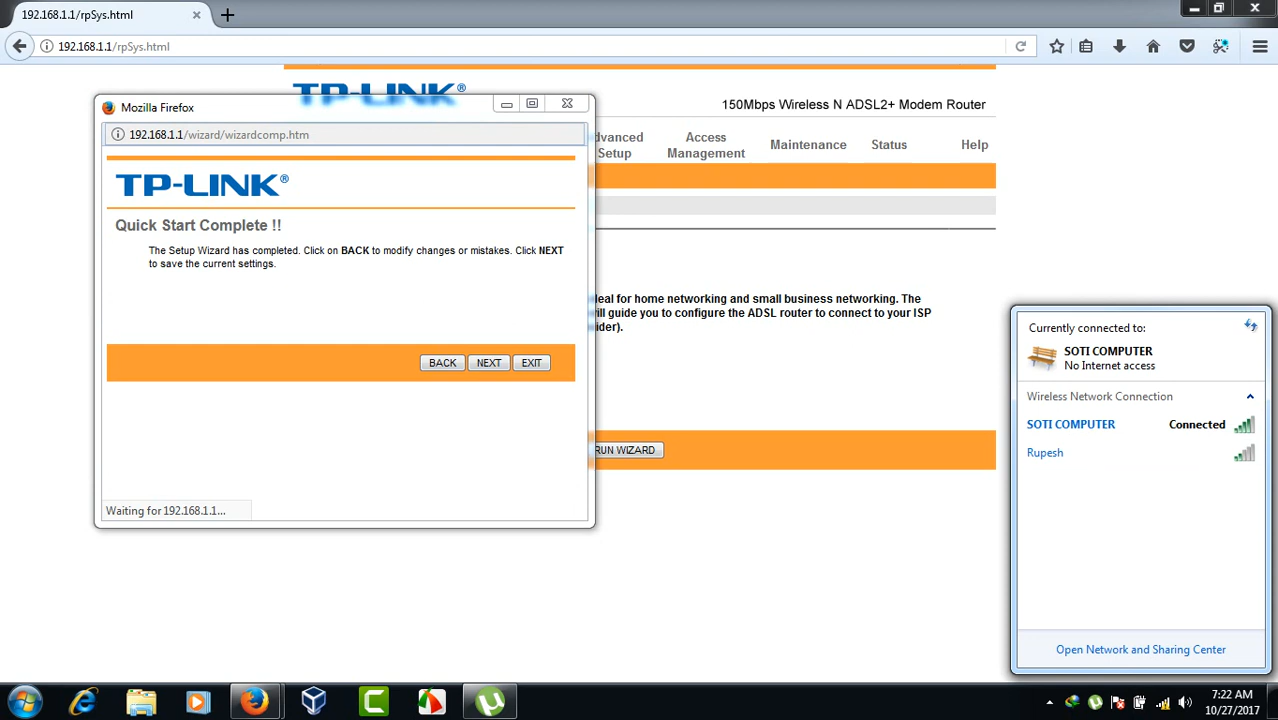 192.168.1.1/rpSys.html
192.168.1.1/rpSys.html
TP-LINK®
150Mbps Wireless N ADSL2+ Modem Router
Mozilla Firefox
192.168.1.1/wizard/wizardcomp.htm
TP-LINK®
Quick Start Complete !!
The Setup Wizard has completed. Click on BACK to modify changes or mistakes. Click NEXT
to save the current settings.
BACK NEXT EXIT
Waiting for 192.168.1.1...
dvanced Access
Setup Management Maintenance Status Help
deal for home networking and small business networking. The
ill guide you to configure the ADSL router to connect to your ISP
ider).
RUN WIZARD
Currently connected to:
SOTI COMPUTER
No Internet access
Wireless Network Connection
SOTI COMPUTER Connected
Rupesh
Open Network and Sharing Center
7:22 AM
10/27/2017